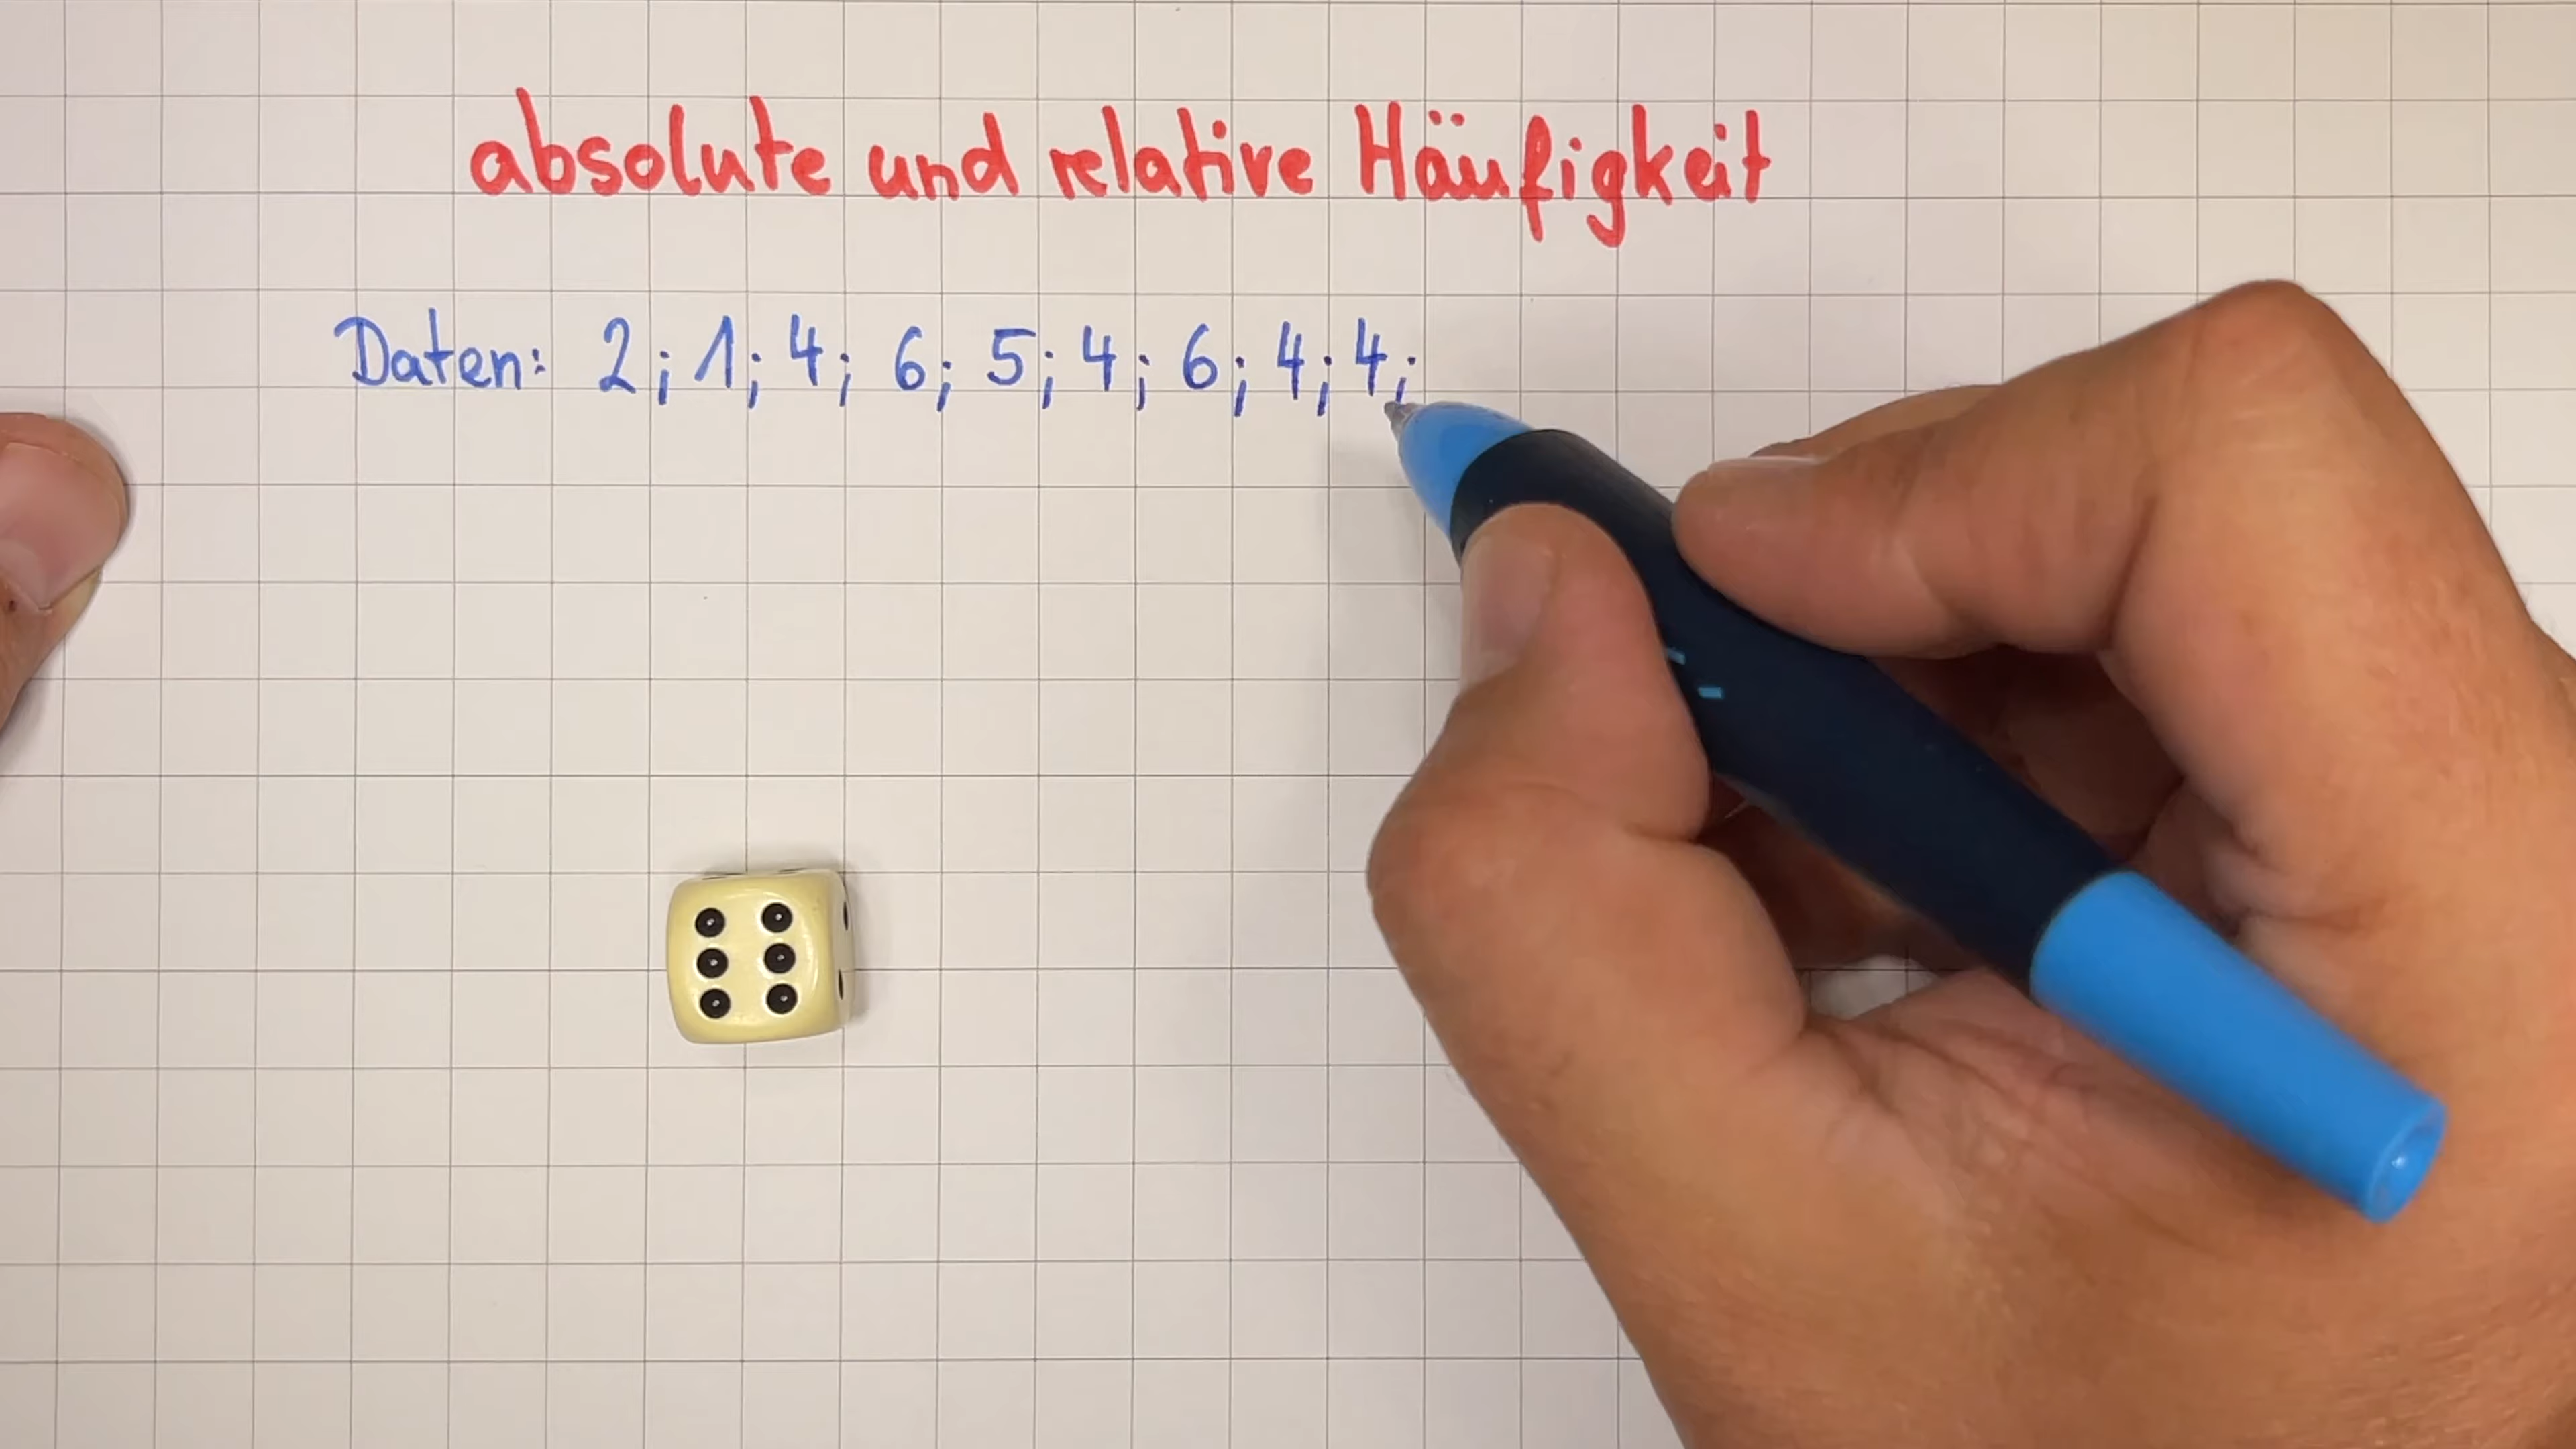 absolute und relative Häufigkeit
Daten: 2; 1; 4; 6; 5; 4; 6; 4; 4;